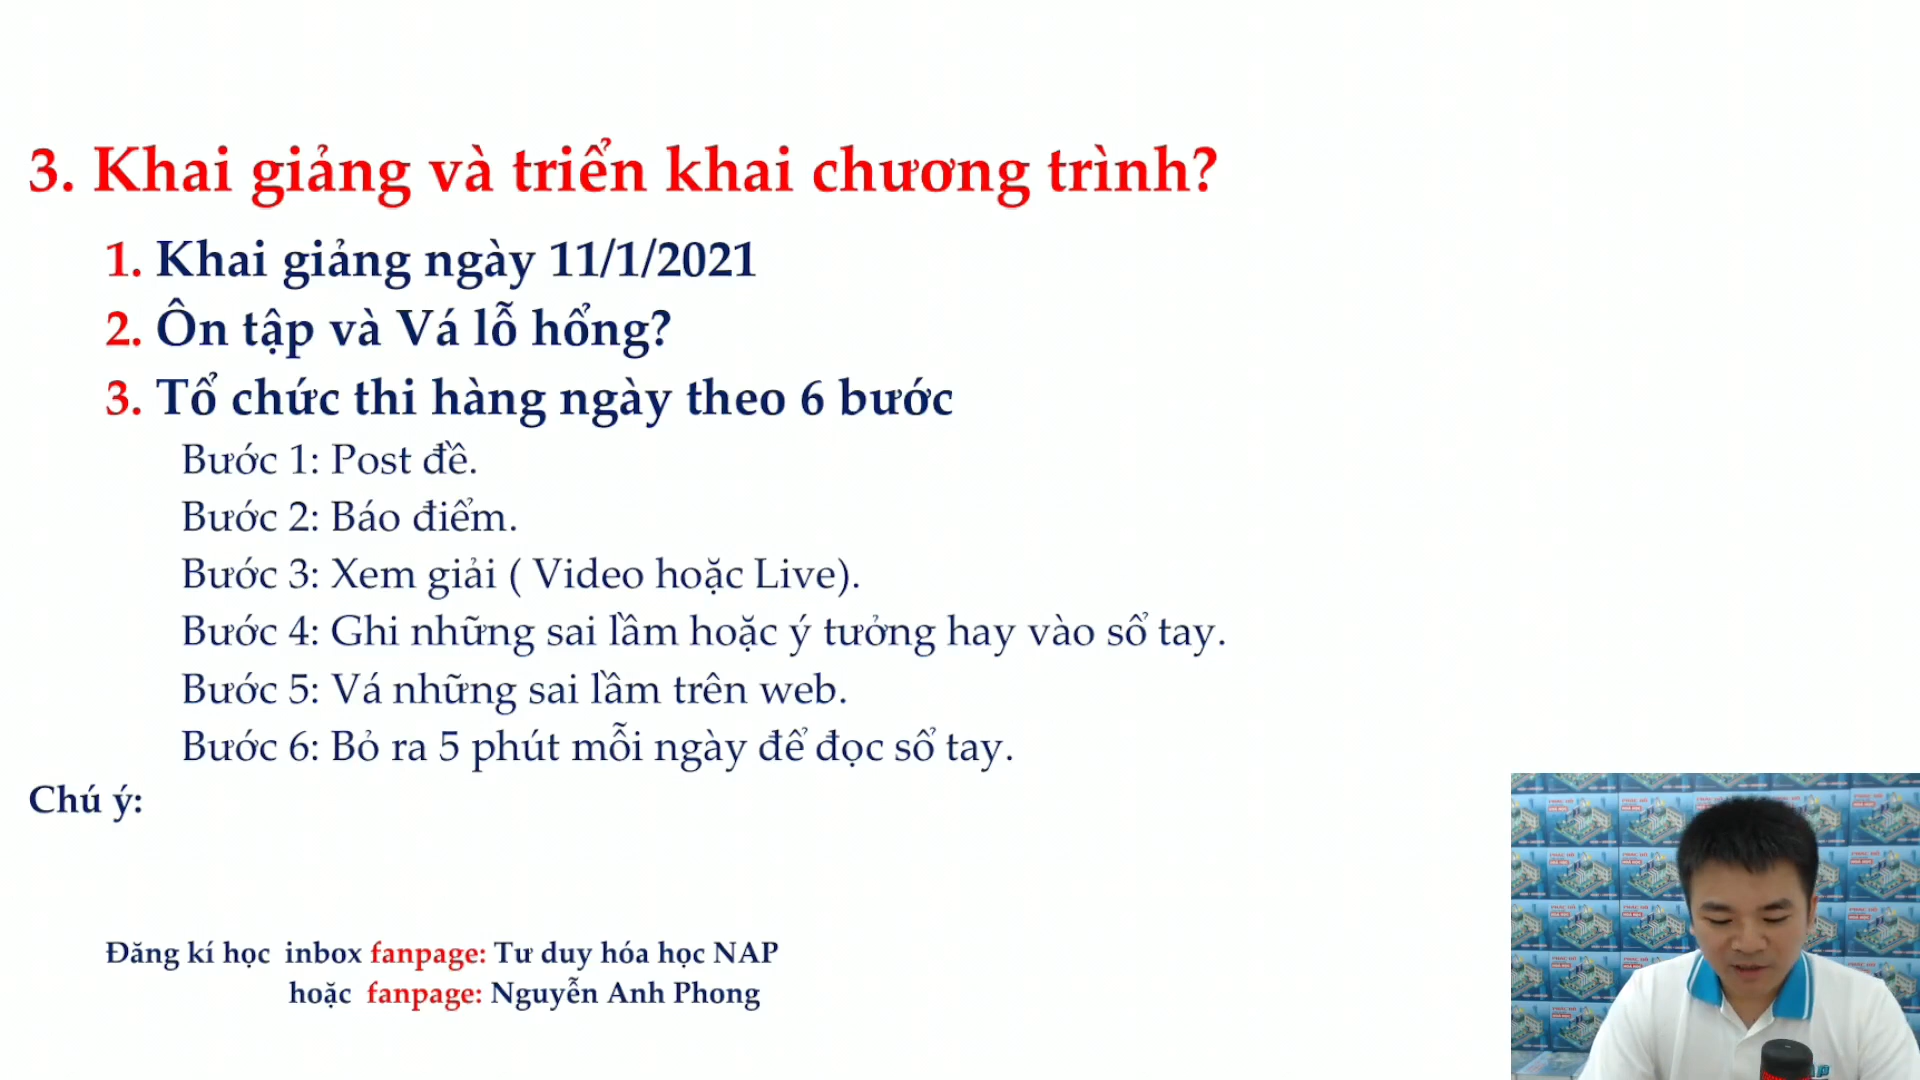 3. Khai giảng và triển khai chương trình?
1. Khai giảng ngày 11/1/2021
2. Ôn tập và Vá lỗ hổng?
3. Tổ chức thi hàng ngày theo 6 bước
Bước 1: Post đề.
Bước 2: Báo điểm.
Bước 3: Xem giải ( Video hoặc Live).
Bước 4: Ghi những sai lầm hoặc ý tưởng hay vào sổ tay.
Bước 5: Vá những sai lầm trên web.
Bước 6: Bỏ ra 5 phút mỗi ngày để đọc sổ tay.
Chú ý:
Đăng kí học inbox fanpage: Tư duy hóa học NAP
hoặc fanpage: Nguyễn Anh Phong